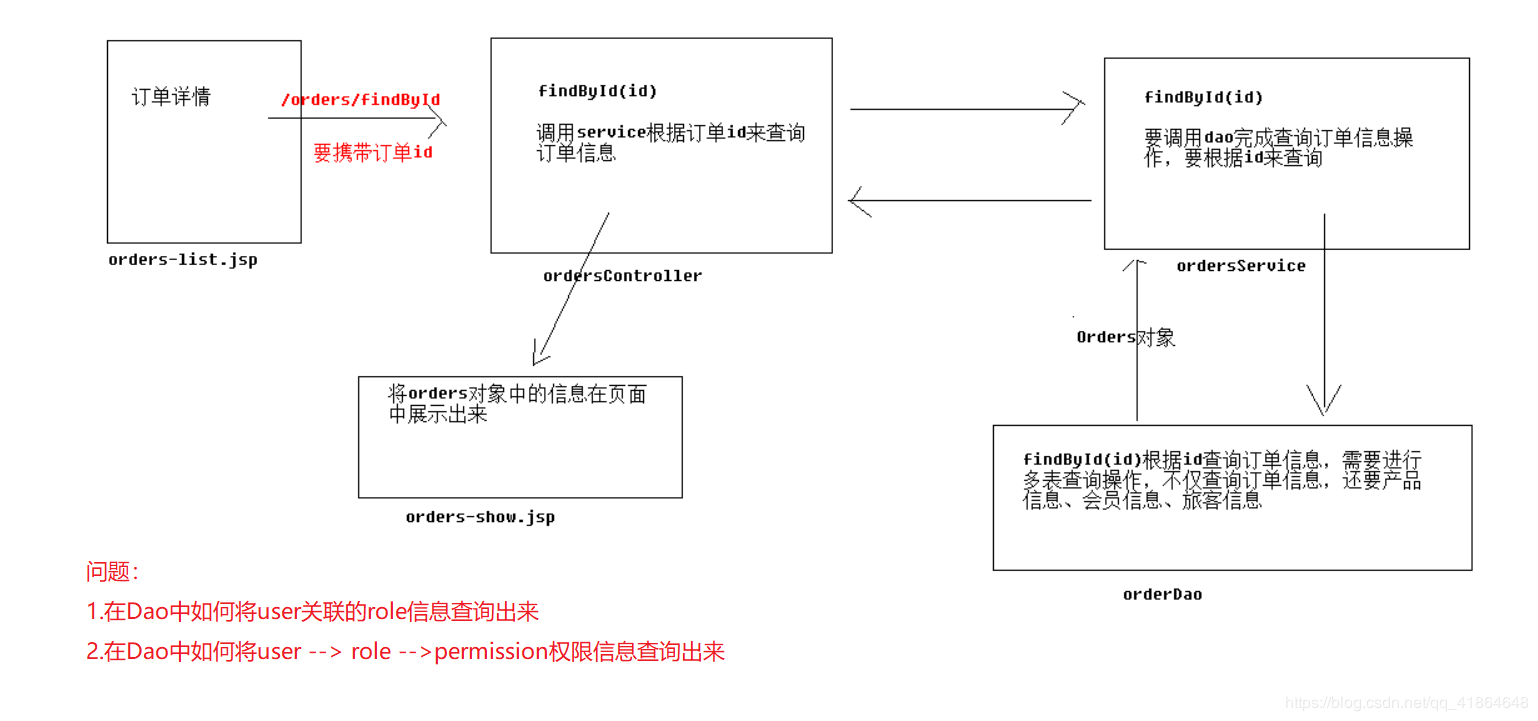 订单详情
/orders/findById
要携带订单id
orders-list.jsp
findById(id)
调用service根据订单id来查询
订单信息
ordersController
findById(id)
要调用dao完成查询订单信息操
作，要根据id来查询
ordersService
Orders对象
将orders对象中的信息在页面
中展示出来
orders-show.jsp
findById(id)根据id查询订单信息，需要进行
多表查询操作，不仅查询订单信息，还要产品
信息、会员信息、旅客信息
orderDao
问题：
1.在Dao中如何将user关联的role信息查询出来
2.在Dao中如何将user --> role -->permission权限信息查询出来
https://blog.csdn.net/qq_41864648